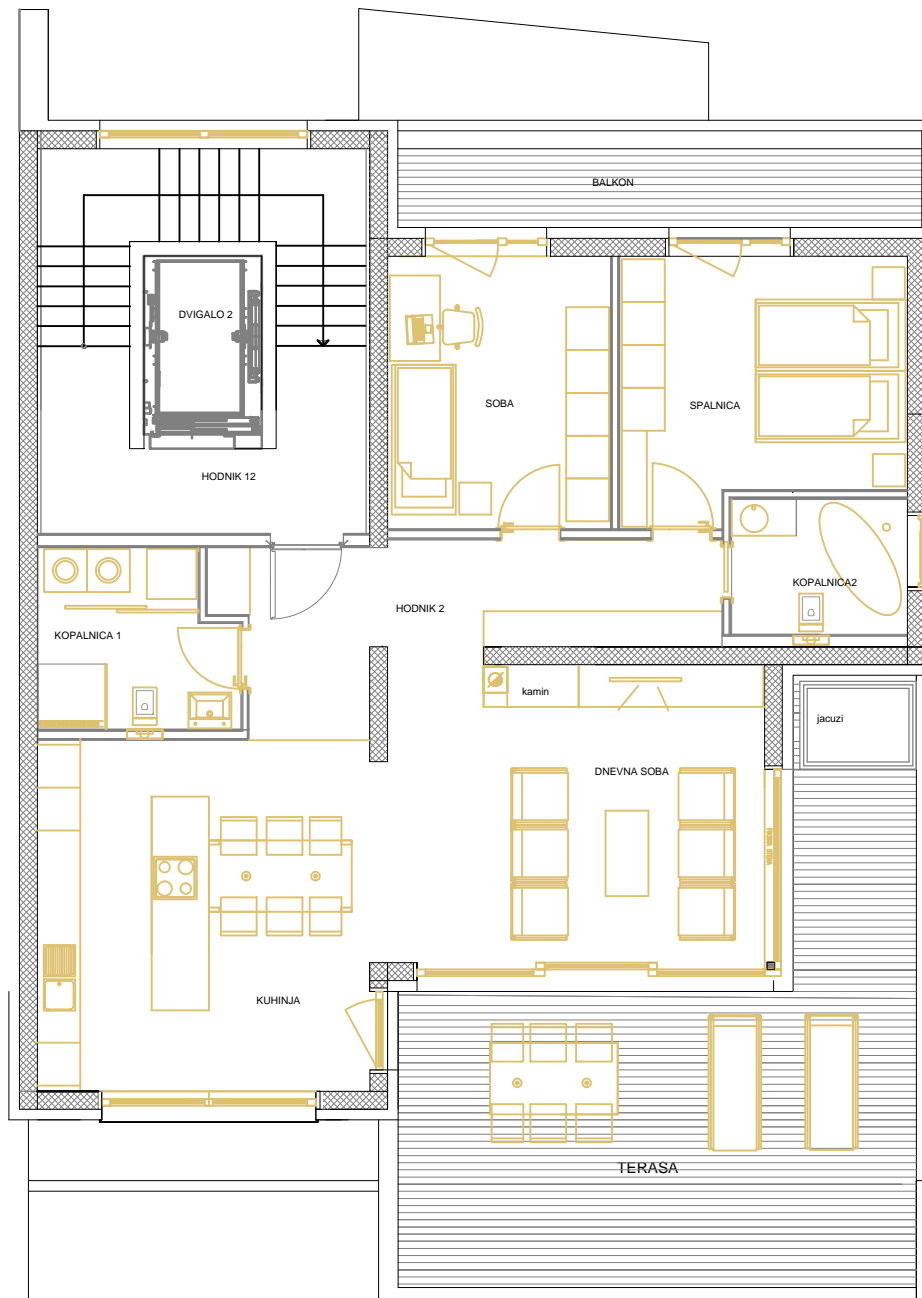 BALKON
DVIGALO 2
SOBA
SPALNICA
HODNIK 12
KOPALNICA2
HODNIK 2
KOPALNICA 1
kamin
jacuzi
DNEVNA SOBA
KUHINJA
TERASA